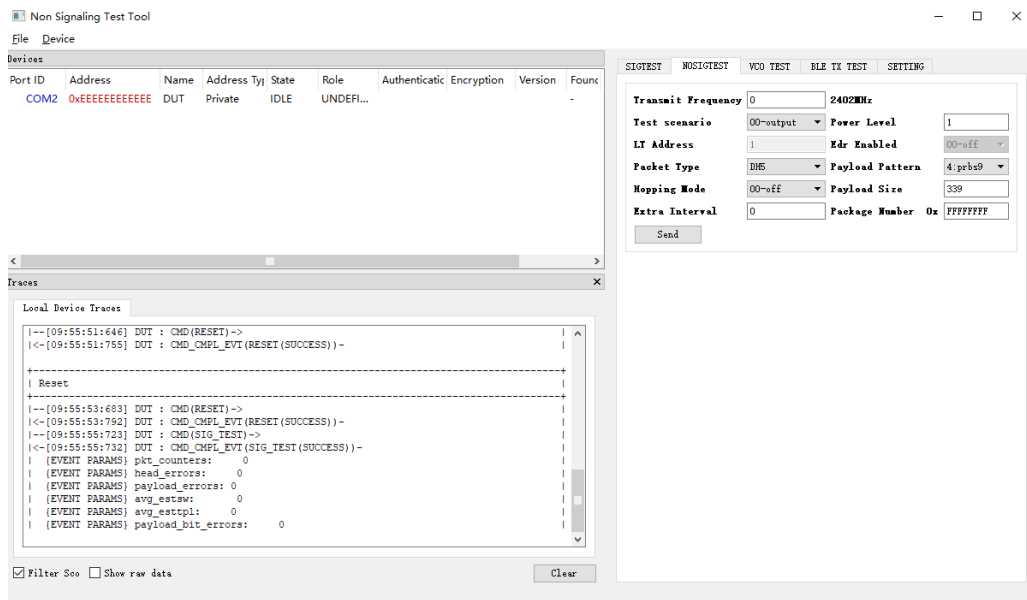 Non Signaling Test Tool
File Device
Devices
Port ID Address Name Address Ty State Role Authenticatic Encryption Version Found
COM2 0xEEEEEEEEEEEE DUT Private IDLE UNDEFI... -
Traces
Local Device Traces
|--[09:55:51:646] DUT : CMD(RESET)-> |
|<-[09:55:51:755] DUT : CMD_CMPL_EVT(RESET(SUCCESS))- |
+--------------------------------------------------------------------------------+
| Reset |
+--------------------------------------------------------------------------------+
|--[09:55:53:683] DUT : CMD(RESET)-> |
|<-[09:55:53:792] DUT : CMD_CMPL_EVT(RESET(SUCCESS))- |
|--[09:55:55:723] DUT : CMD(SIG_TEST)-> |
|<-[09:55:55:732] DUT : CMD_CMPL_EVT(SIG_TEST(SUCCESS))- |
| {EVENT PARAMS} pkt_counters: 0 |
| {EVENT PARAMS} head_errors: 0 |
| {EVENT PARAMS} payload_errors: 0 |
| {EVENT PARAMS} avg_estsw: 0 |
| {EVENT PARAMS} avg_esttpl: 0 |
| {EVENT PARAMS} payload_bit_errors: 0 |
Filter Sco Show raw data Clear
SIGTEST NOSIGTEST VCO TEST BLE TX TEST SETTING
Transmit Frequency 0 2402MHz
Test scenario 00-output Power Level 1
LT Address 1 Edr Enabled 00-off
Packet Type DH5 Payload Pattern 4:prbs9
Hopping Mode 00-off Payload Size 339
Extra Interval 0 Package Number 0x FFFFFFFF
Send